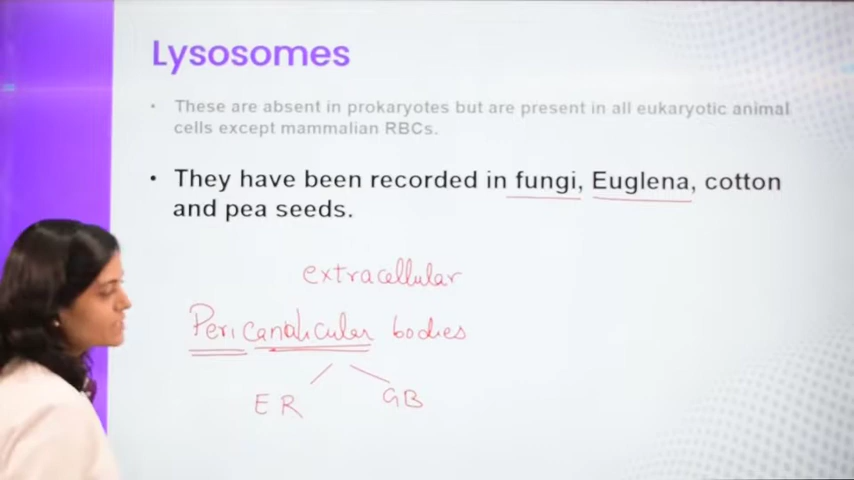 Lysosomes
• These are absent in prokaryotes but are present in all eukaryotic animal
cells except mammalian RBCs.
• They have been recorded in fungi, Euglena, cotton
and pea seeds.
extracellular
Pericanalicular bodies
ER GB